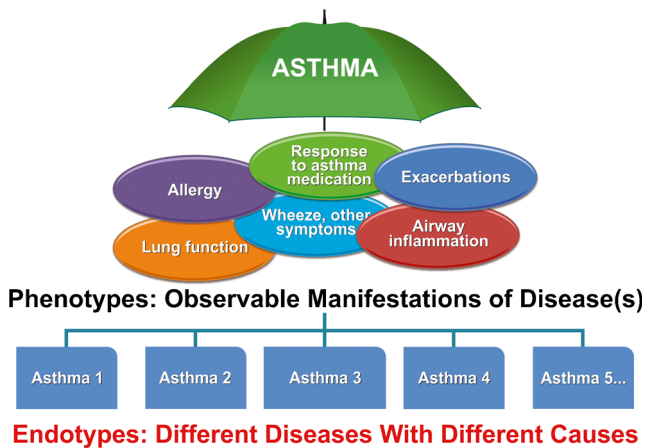 ASTHMA
Response
to asthma
medication
Allergy
Exacerbations
Wheeze, other
symptoms
Lung function
Airway
inflammation
Phenotypes: Observable Manifestations of Disease(s)
Asthma 1
Asthma 2
Asthma 3
Asthma 4
Asthma 5...
Endotypes: Different Diseases With Different Causes